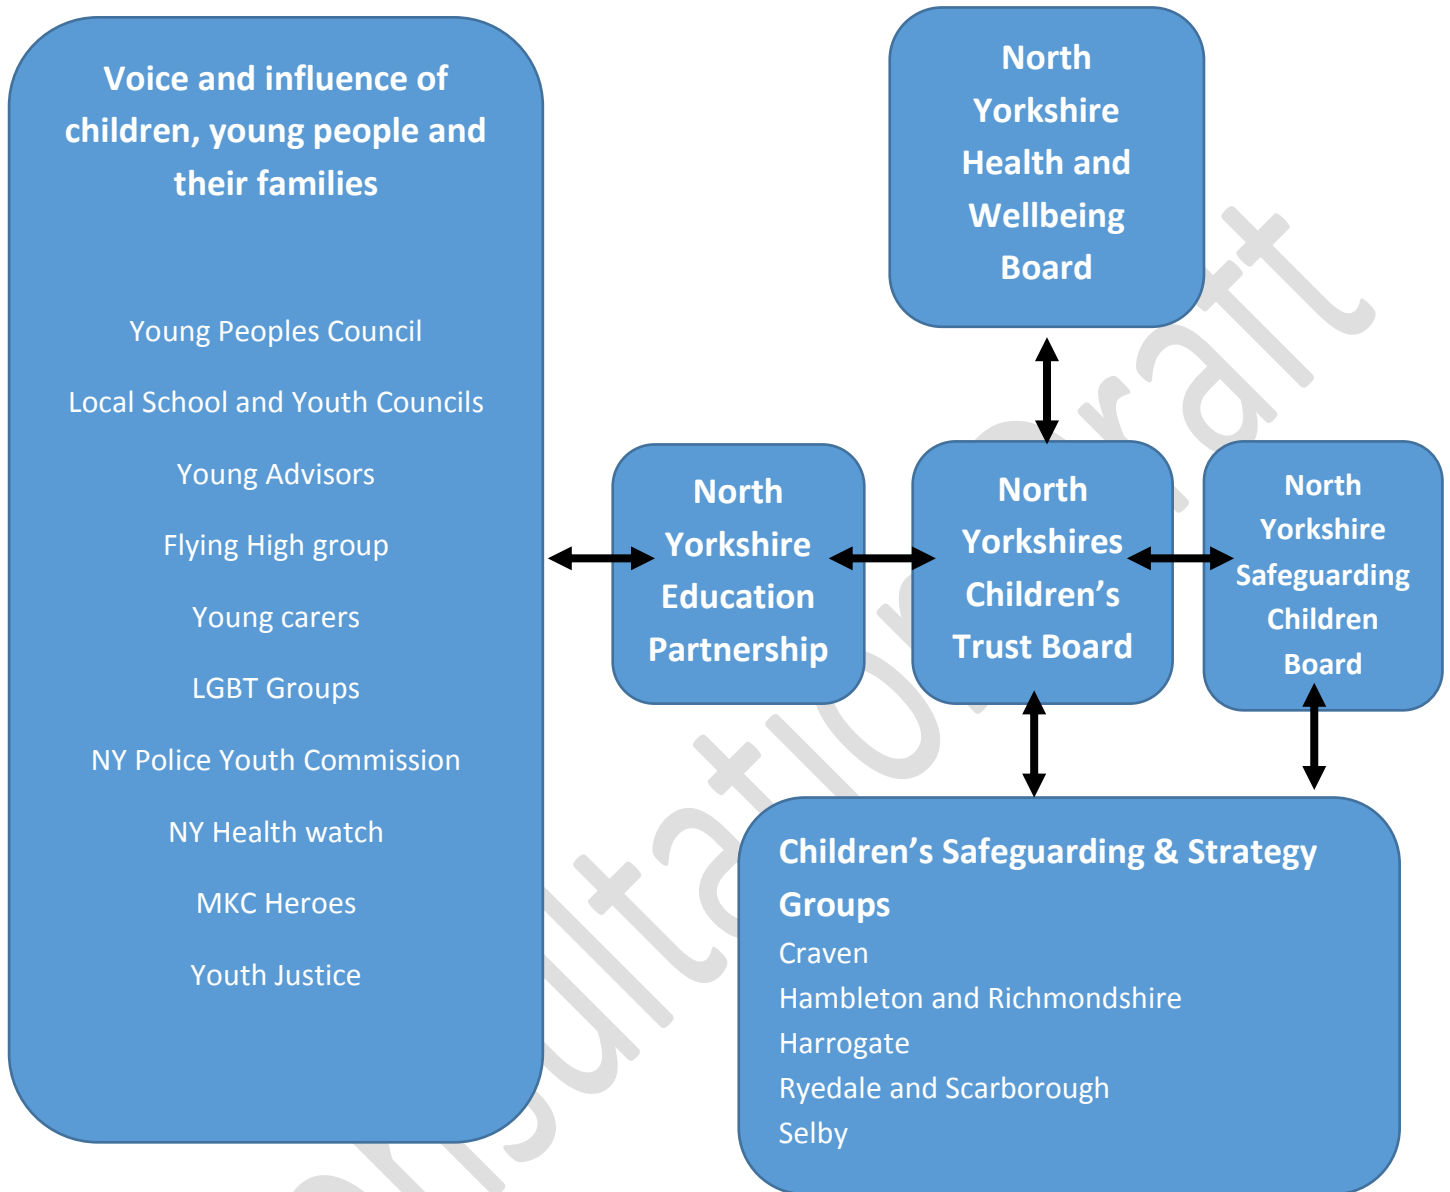 Voice and influence of
children, young people and
their families
Young Peoples Council
Local School and Youth Councils
Young Advisors
Flying High group
Young carers
LGBT Groups
NY Police Youth Commission
NY Health watch
MKC Heroes
Youth Justice
North
Yorkshire
Health and
Wellbeing
Board
North
Yorkshire
Education
Partnership
North
Yorkshires
Children’s
Trust Board
North
Yorkshire
Safeguarding
Children
Board
Children’s Safeguarding & Strategy
Groups
Craven
Hambleton and Richmondshire
Harrogate
Ryedale and Scarborough
Selby